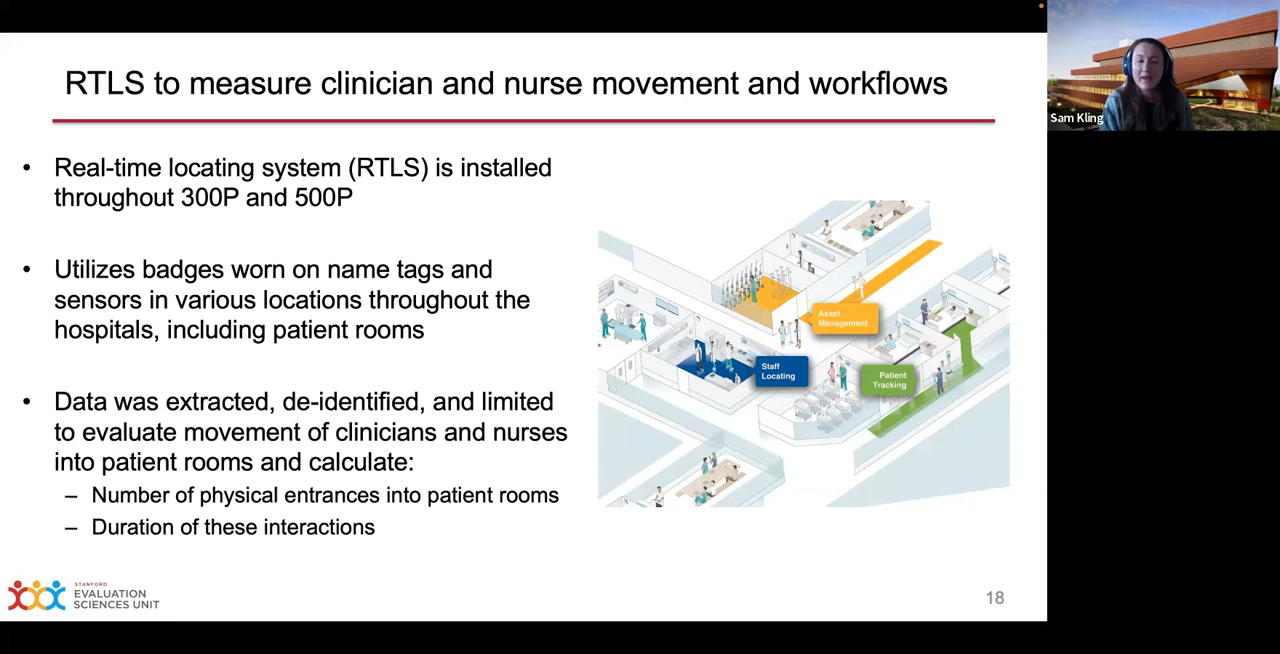 RTLS to measure clinician and nurse movement and workflows
• Real-time locating system (RTLS) is installed
throughout 300P and 500P
• Utilizes badges worn on name tags and
sensors in various locations throughout the
hospitals, including patient rooms
• Data was extracted, de-identified, and limited
to evaluate movement of clinicians and nurses
into patient rooms and calculate:
– Number of physical entrances into patient rooms
– Duration of these interactions
Asset
Management
Staff
Locating
Patient
Tracking
STANFORD
EVALUATION
SCIENCES UNIT
18
Sam Kling